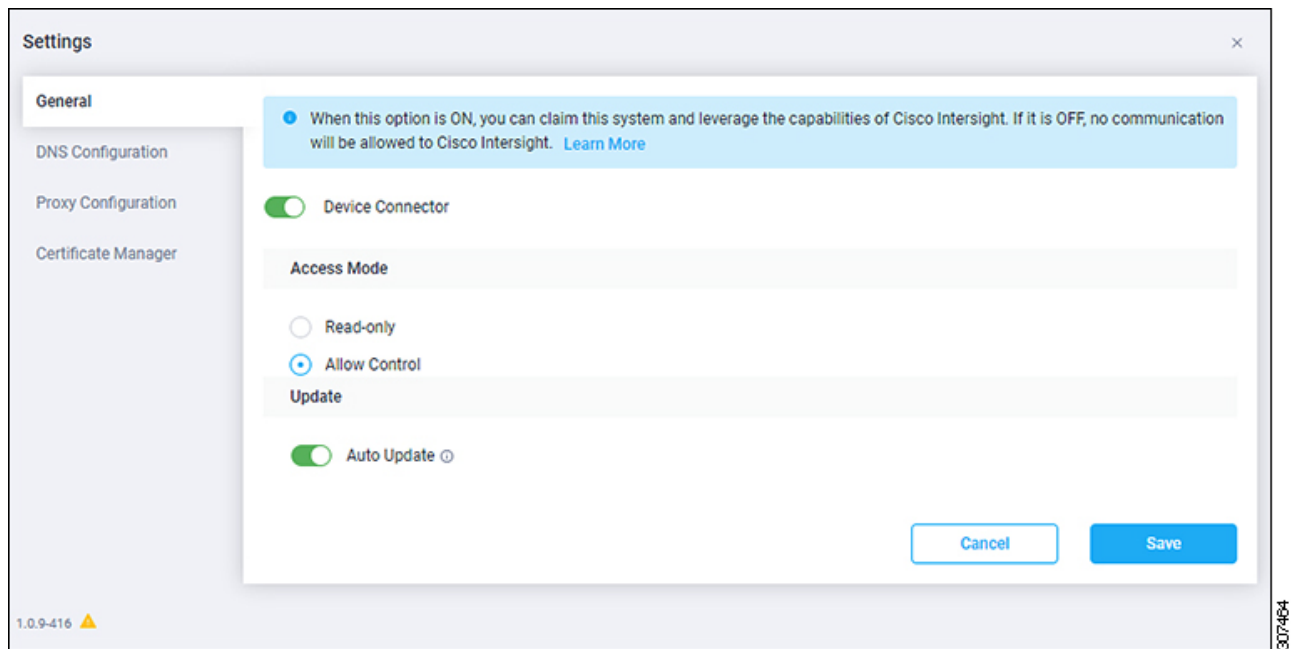 Settings
General
DNS Configuration
Proxy Configuration
Certificate Manager
When this option is ON, you can claim this system and leverage the capabilities of Cisco Intersight. If it is OFF, no communication
will be allowed to Cisco Intersight. Learn More
Device Connector
Access Mode
Read-only
Allow Control
Update
Auto Update
Cancel
Save
1.0.9-416
307464